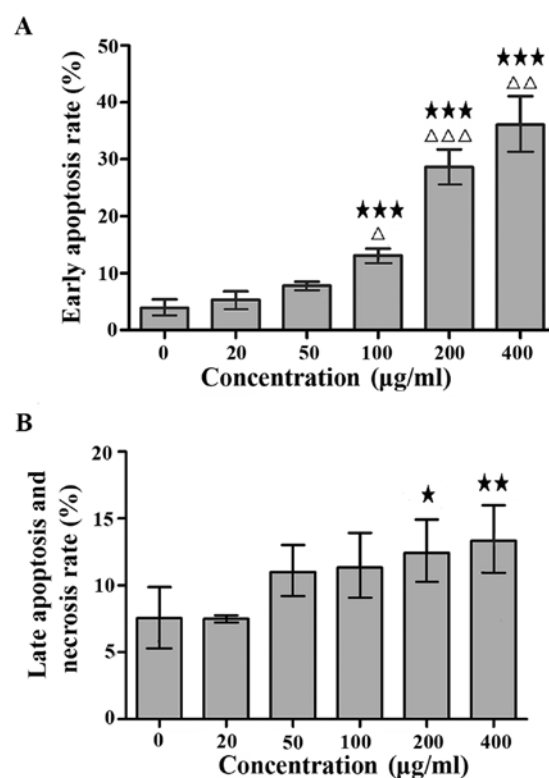 A
Early apoptosis rate (%)
50
40
30
20
10
0
★★★
△△
★★★
△△△
★★★
△
0 20 50 100 200 400
Concentration (µg/ml)
B
Late apoptosis and
necrosis rate (%)
20
15
10
5
0
★
★★
0 20 50 100 200 400
Concentration (µg/ml)